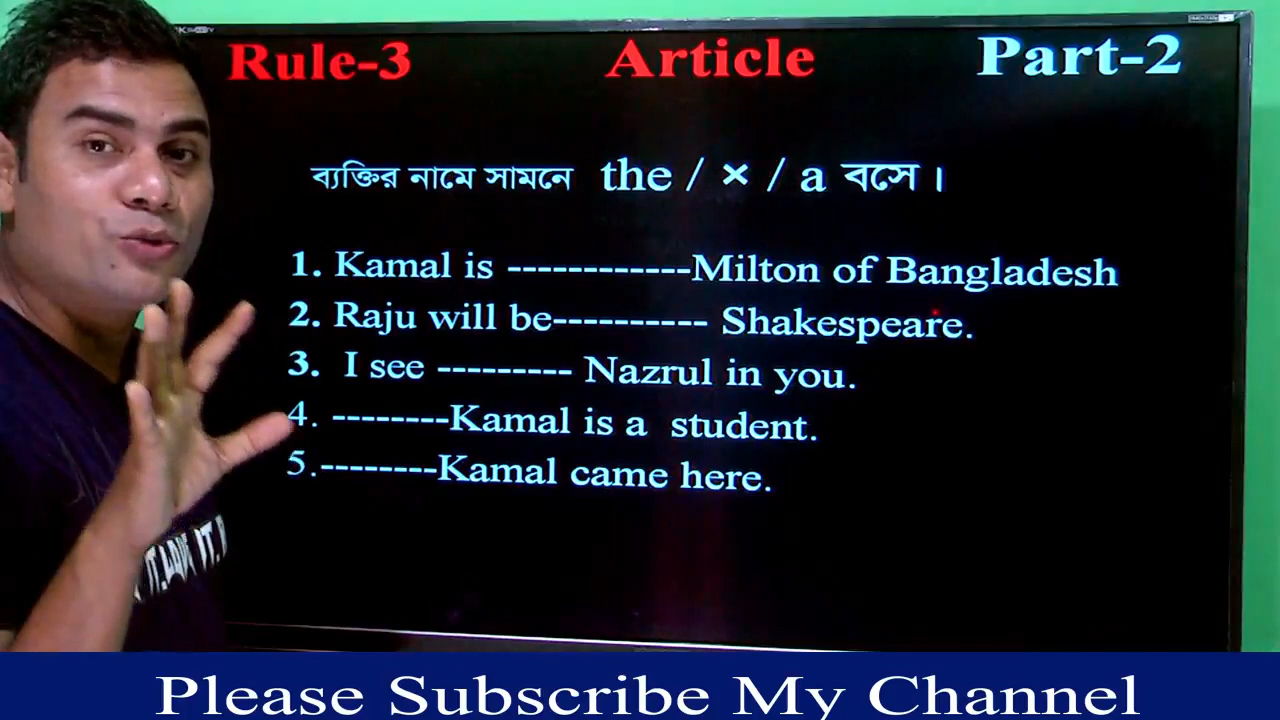 Rule-3 Article Part-2
ব্যক্তির নামে সামনে the / × / a বসে।
1. Kamal is ------------Milton of Bangladesh
2. Raju will be---------- Shakespeare.
3. I see --------- Nazrul in you.
4. --------Kamal is a student.
5.--------Kamal came here.
Please Subscribe My Channel